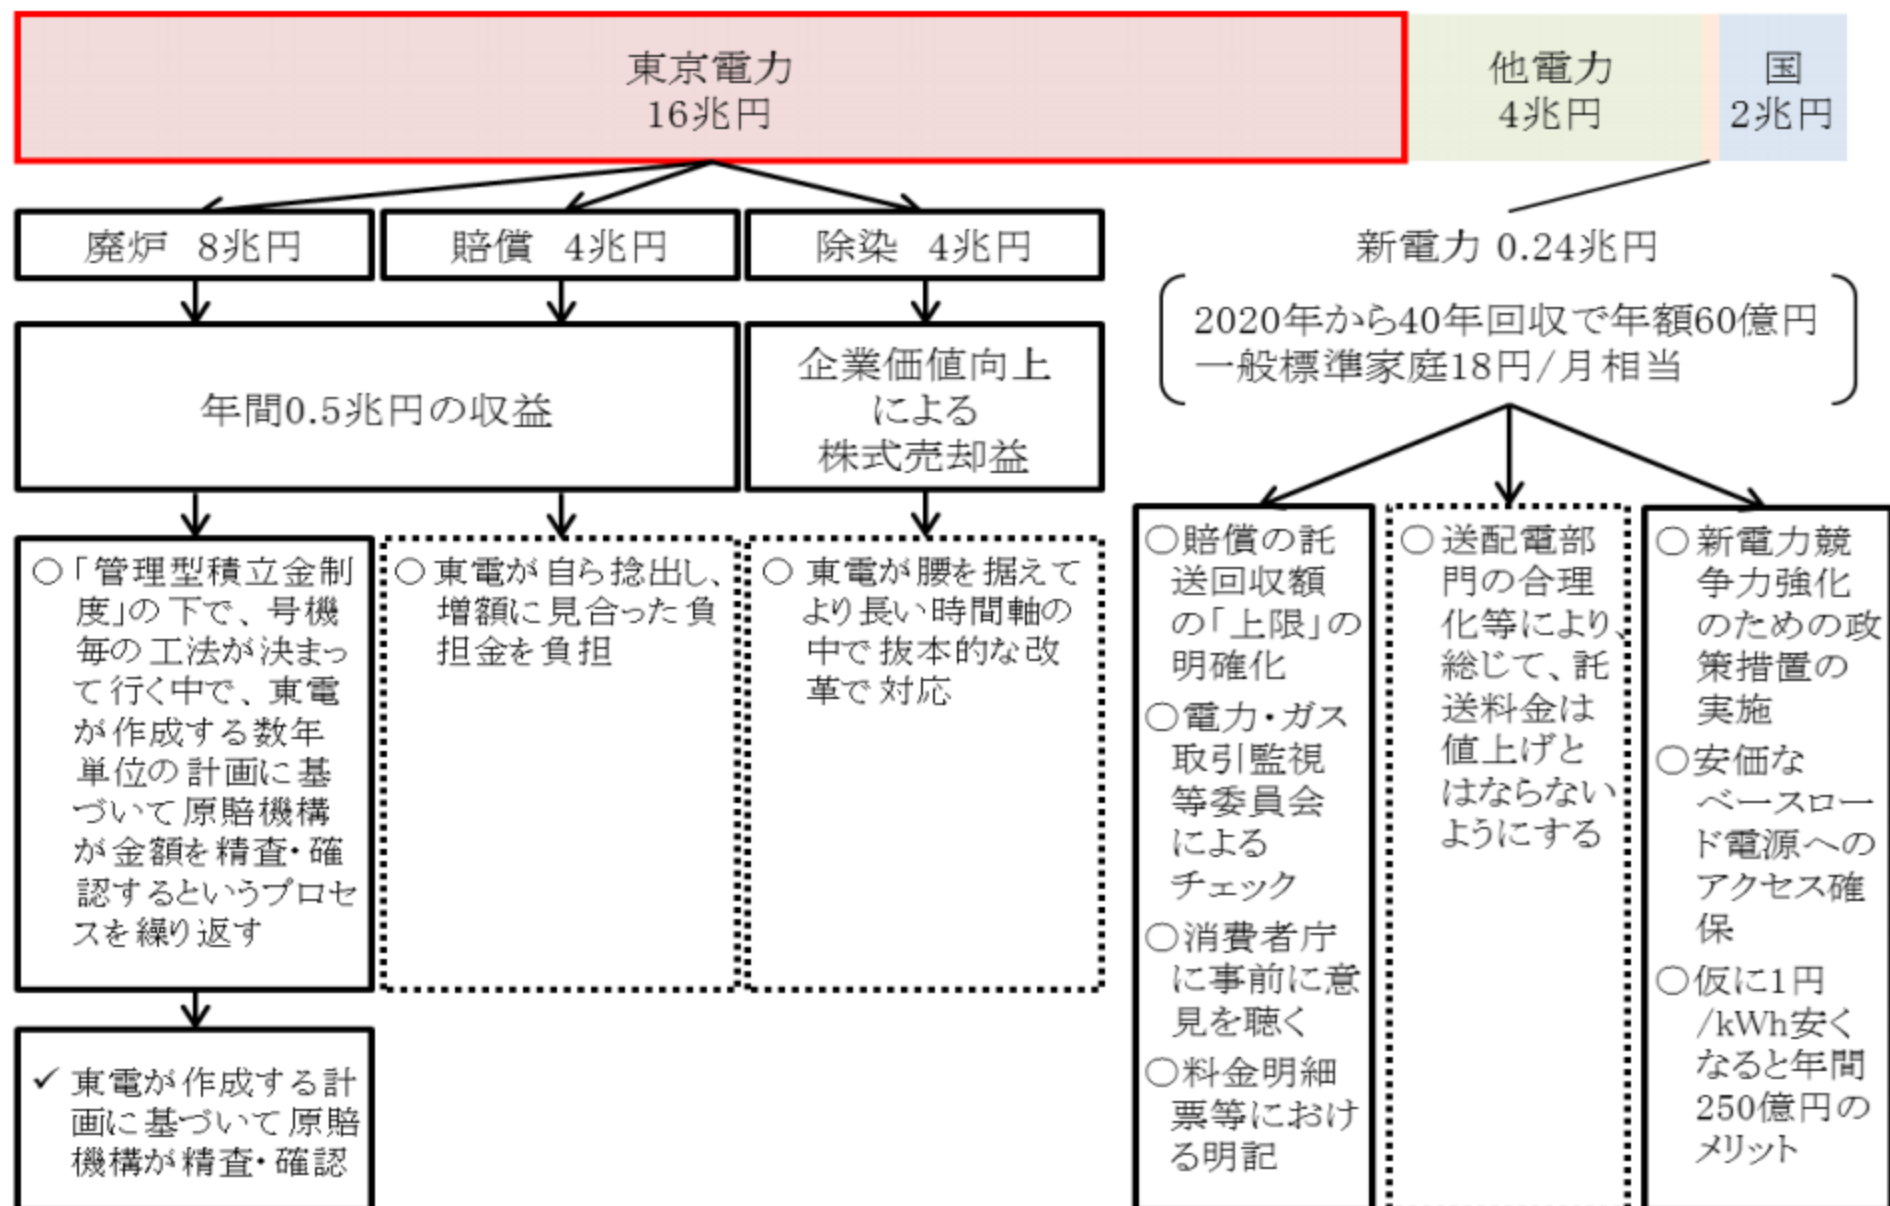 東京電力
16兆円
他電力
4兆円
国
2兆円
廃炉　8兆円
賠償　4兆円
除染　4兆円
年間0.5兆円の収益
企業価値向上
による
株式売却益
○「管理型積立金制
度」の下で、号機
毎の工法が決まっ
て行く中で、東電
が作成する数年
単位の計画に基
づいて原賠機構
が金額を精査・確
認するというプロセ
スを繰り返す
○ 東電が自ら捻出し、
増額に見合った負
担金を負担
○ 東電が腰を据えて
より長い時間軸の
中で抜本的な改
革で対応
✓ 東電が作成する計
画に基づいて原賠
機構が精査・確認
新電力 0.24兆円
2020年から40年回収で年額60億円
一般標準家庭18円/月相当
○賠償の託
送回収額
の「上限」の
明確化
○電力・ガス
取引監視
等委員会
による
チェック
○消費者庁
に事前に意
見を聴く
○料金明細
票等におけ
る明記
○ 送配電部
門の合理
化等により、
総じて、託
送料金は
値上げと
はならない
ようにする
○ 新電力競
争力強化
のための政
策措置の
実施
○安価な
ベースロー
ド電源への
アクセス確
保
○仮に1円
/kWh安く
なると年間
250億円の
メリット